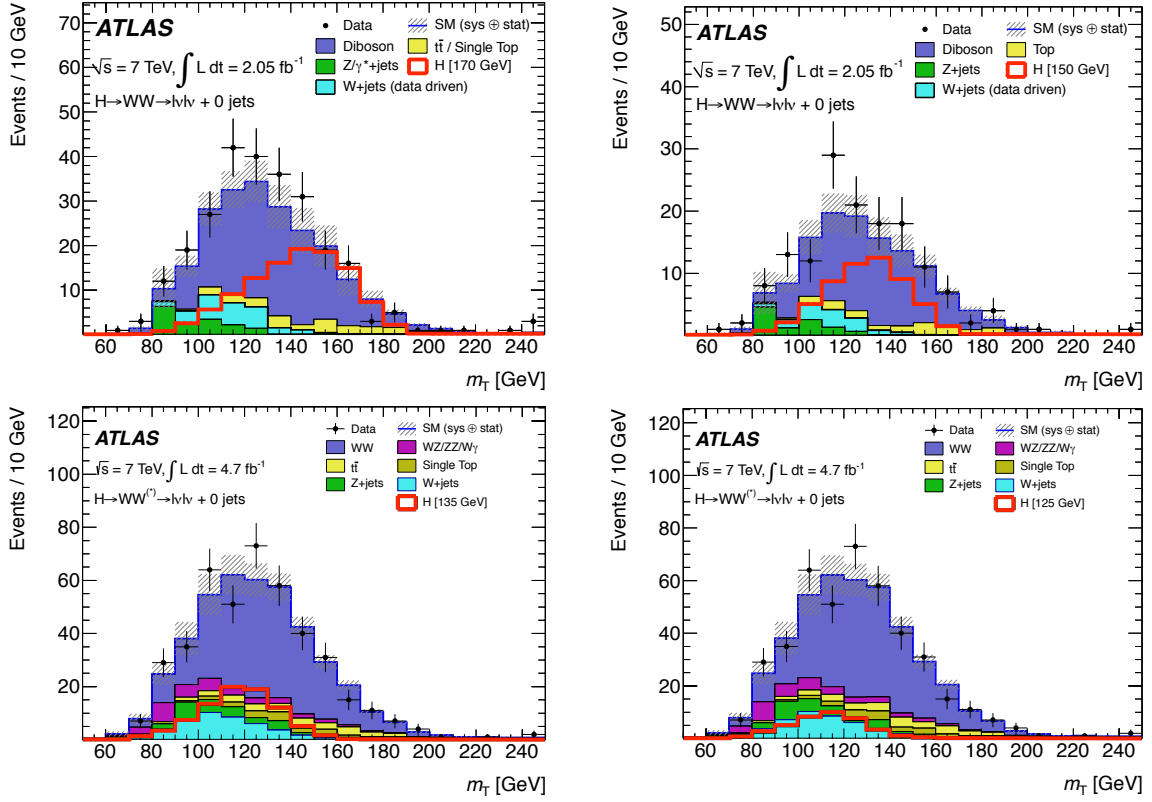 Events / 10 GeV
70
60
50
40
30
20
10
ATLAS
√s = 7 TeV, ∫ L dt = 2.05 fb⁻¹
H→WW→lνlν + 0 jets
Data
SM (sys ⊕ stat)
Diboson
tt̄ / Single Top
Z/γ*+jets
H [170 GeV]
W+jets (data driven)
60 80 100 120 140 160 180 200 220 240
m_T [GeV]
Events / 10 GeV
50
40
30
20
10
ATLAS
√s = 7 TeV, ∫ L dt = 2.05 fb⁻¹
H→WW→lνlν + 0 jets
Data
SM (sys ⊕ stat)
Diboson
Top
Z+jets
H [150 GeV]
W+jets (data driven)
60 80 100 120 140 160 180 200 220 240
m_T [GeV]
Events / 10 GeV
120
100
80
60
40
20
ATLAS
√s = 7 TeV, ∫ L dt = 4.7 fb⁻¹
H→WW⁽*⁾→lνlν + 0 jets
Data
SM (sys ⊕ stat)
WW
WZ/ZZ/Wγ
tt̄
Single Top
Z+jets
W+jets
H [135 GeV]
60 80 100 120 140 160 180 200 220 240
m_T [GeV]
Events / 10 GeV
120
100
80
60
40
20
ATLAS
√s = 7 TeV, ∫ L dt = 4.7 fb⁻¹
H→WW⁽*⁾→lνlν + 0 jets
Data
SM (sys ⊕ stat)
WW
WZ/ZZ/Wγ
tt̄
Single Top
Z+jets
W+jets
H [125 GeV]
60 80 100 120 140 160 180 200 220 240
m_T [GeV]